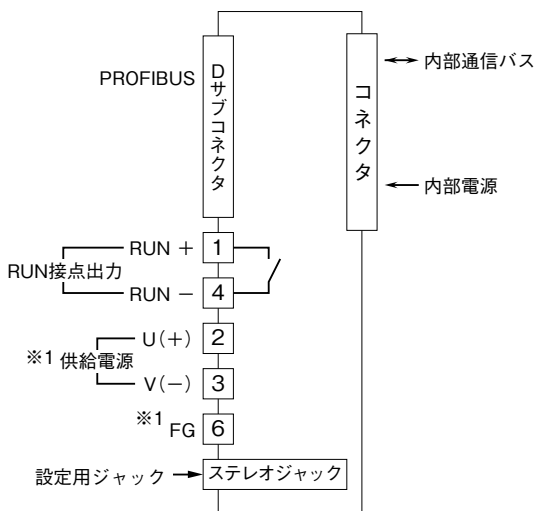 PROFIBUS
Dサブコネクタ
コネクタ
内部通信バス
内部電源
RUN +
1
RUN接点出力
RUN −
4
U(+)
2
※1 供給電源
V(−)
3
※1 FG
6
設定用ジャック
ステレオジャック